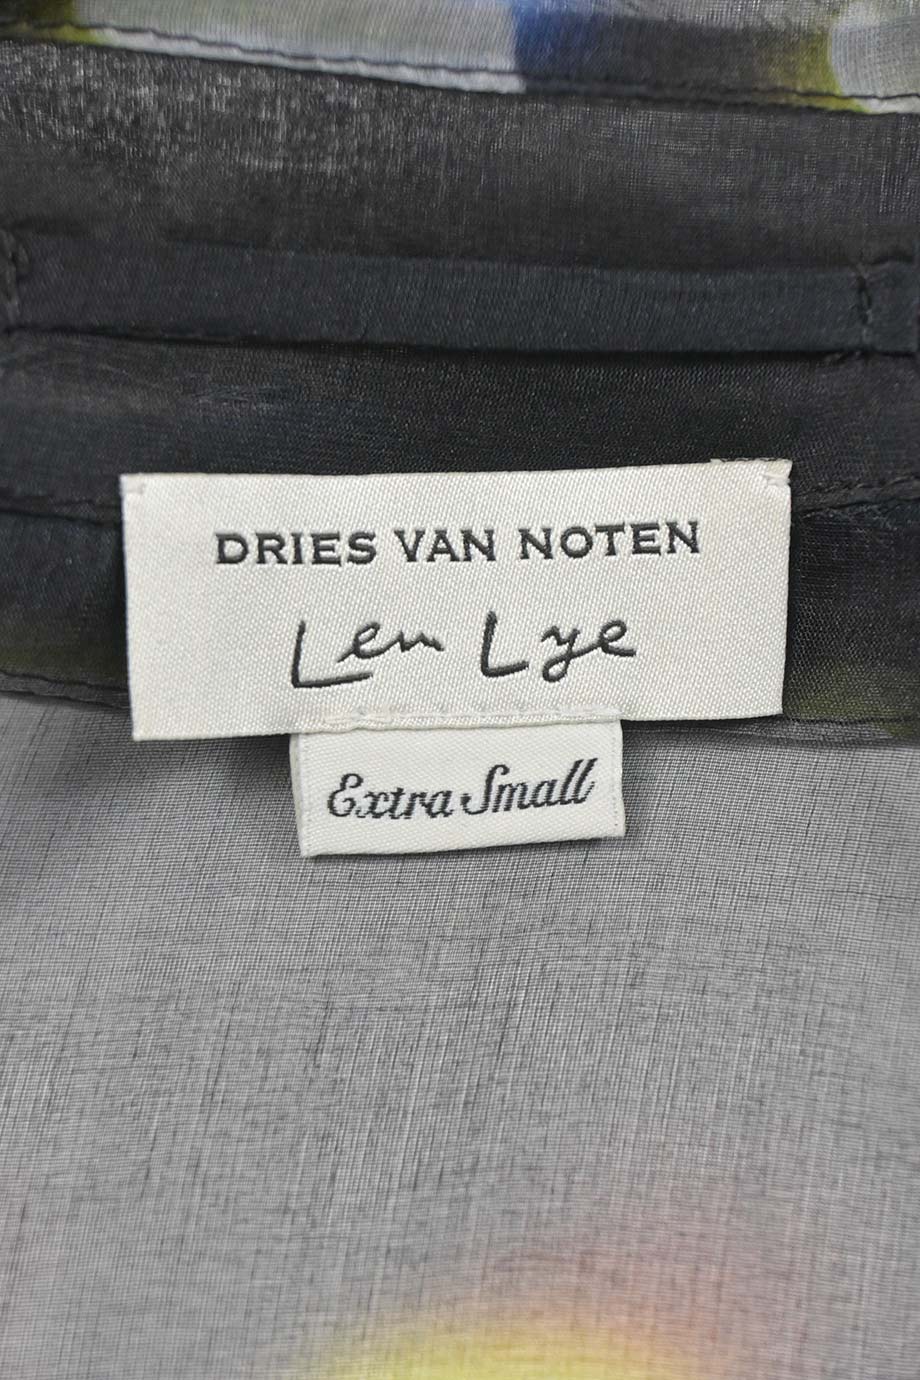 DRIES VAN NOTEN
Len Lye
Extra Small